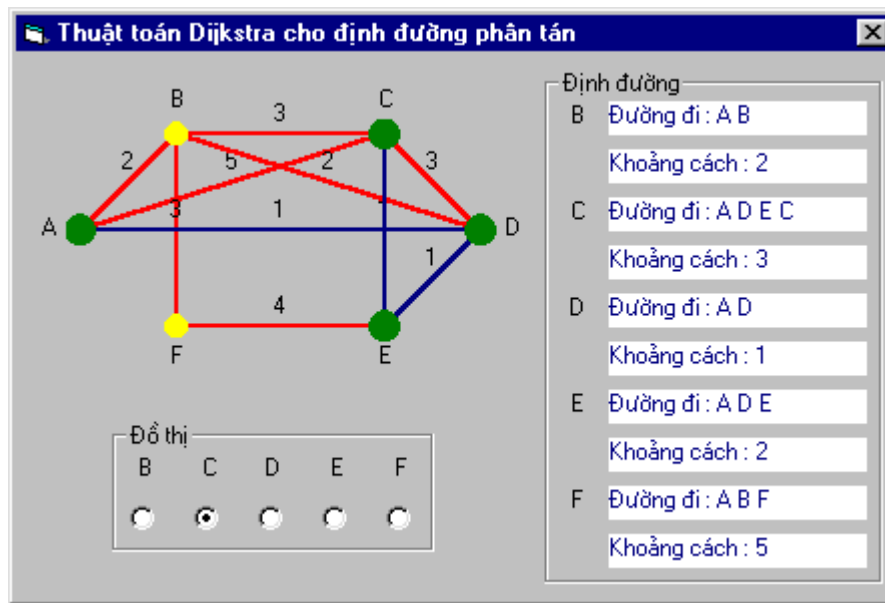 Thuật toán Dijkstra cho định đường phân tán
B
C
3
2
5
2
3
A
3
1
D
1
4
F
E
Đồ thị
B C D E F
Định đường
B Đường đi : A B
Khoảng cách : 2
C Đường đi : A D E C
Khoảng cách : 3
D Đường đi : A D
Khoảng cách : 1
E Đường đi : A D E
Khoảng cách : 2
F Đường đi : A B F
Khoảng cách : 5